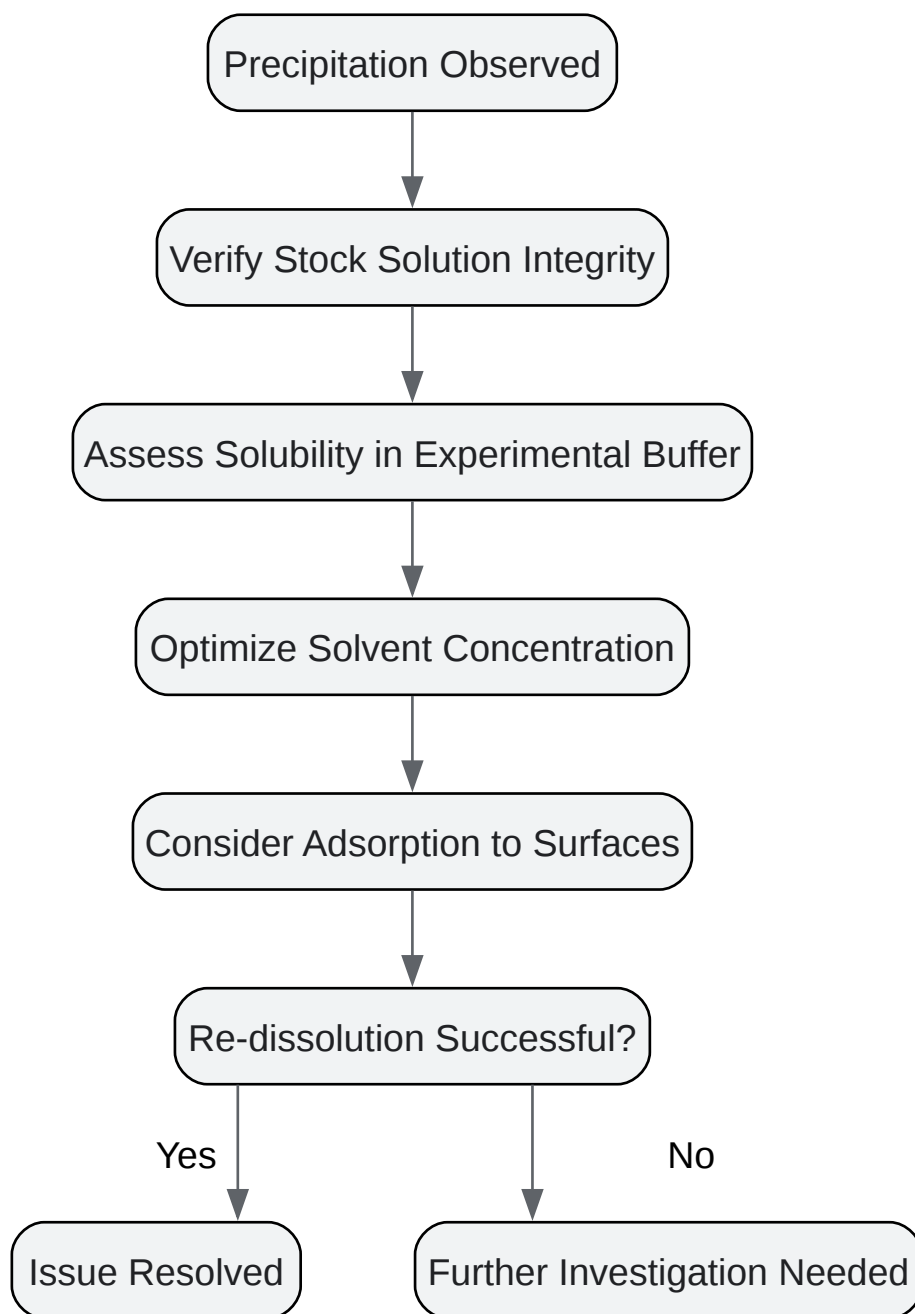 Precipitation Observed
Verify Stock Solution Integrity
Assess Solubility in Experimental Buffer
Optimize Solvent Concentration
Consider Adsorption to Surfaces
Re-dissolution Successful?
Yes
No
Issue Resolved
Further Investigation Needed